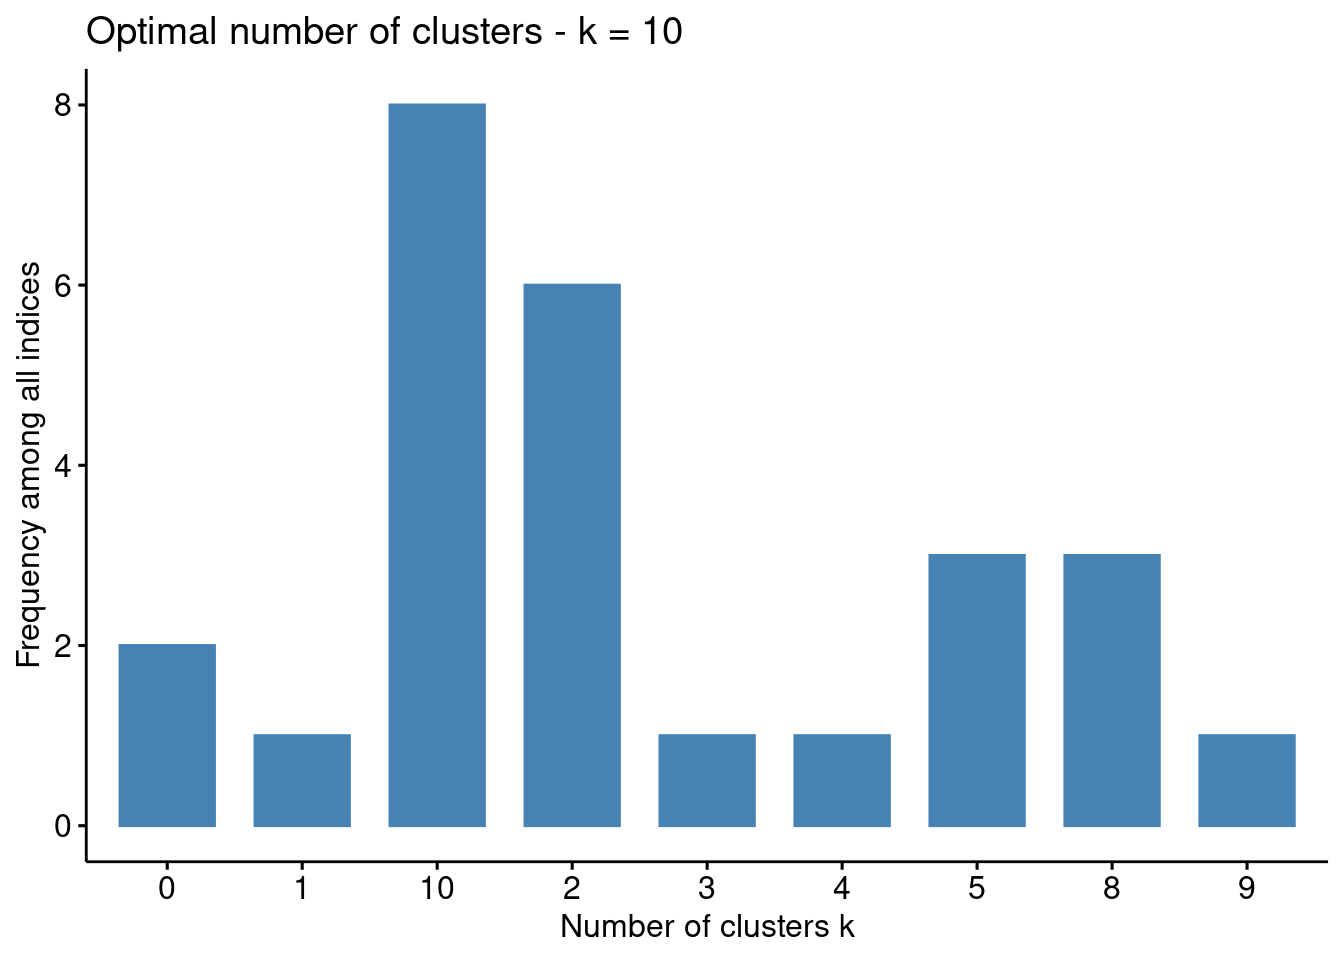 Optimal number of clusters - k = 10
Frequency among all indices
8
6
4
2
0
0 1 10 2 3 4 5 8 9
Number of clusters k